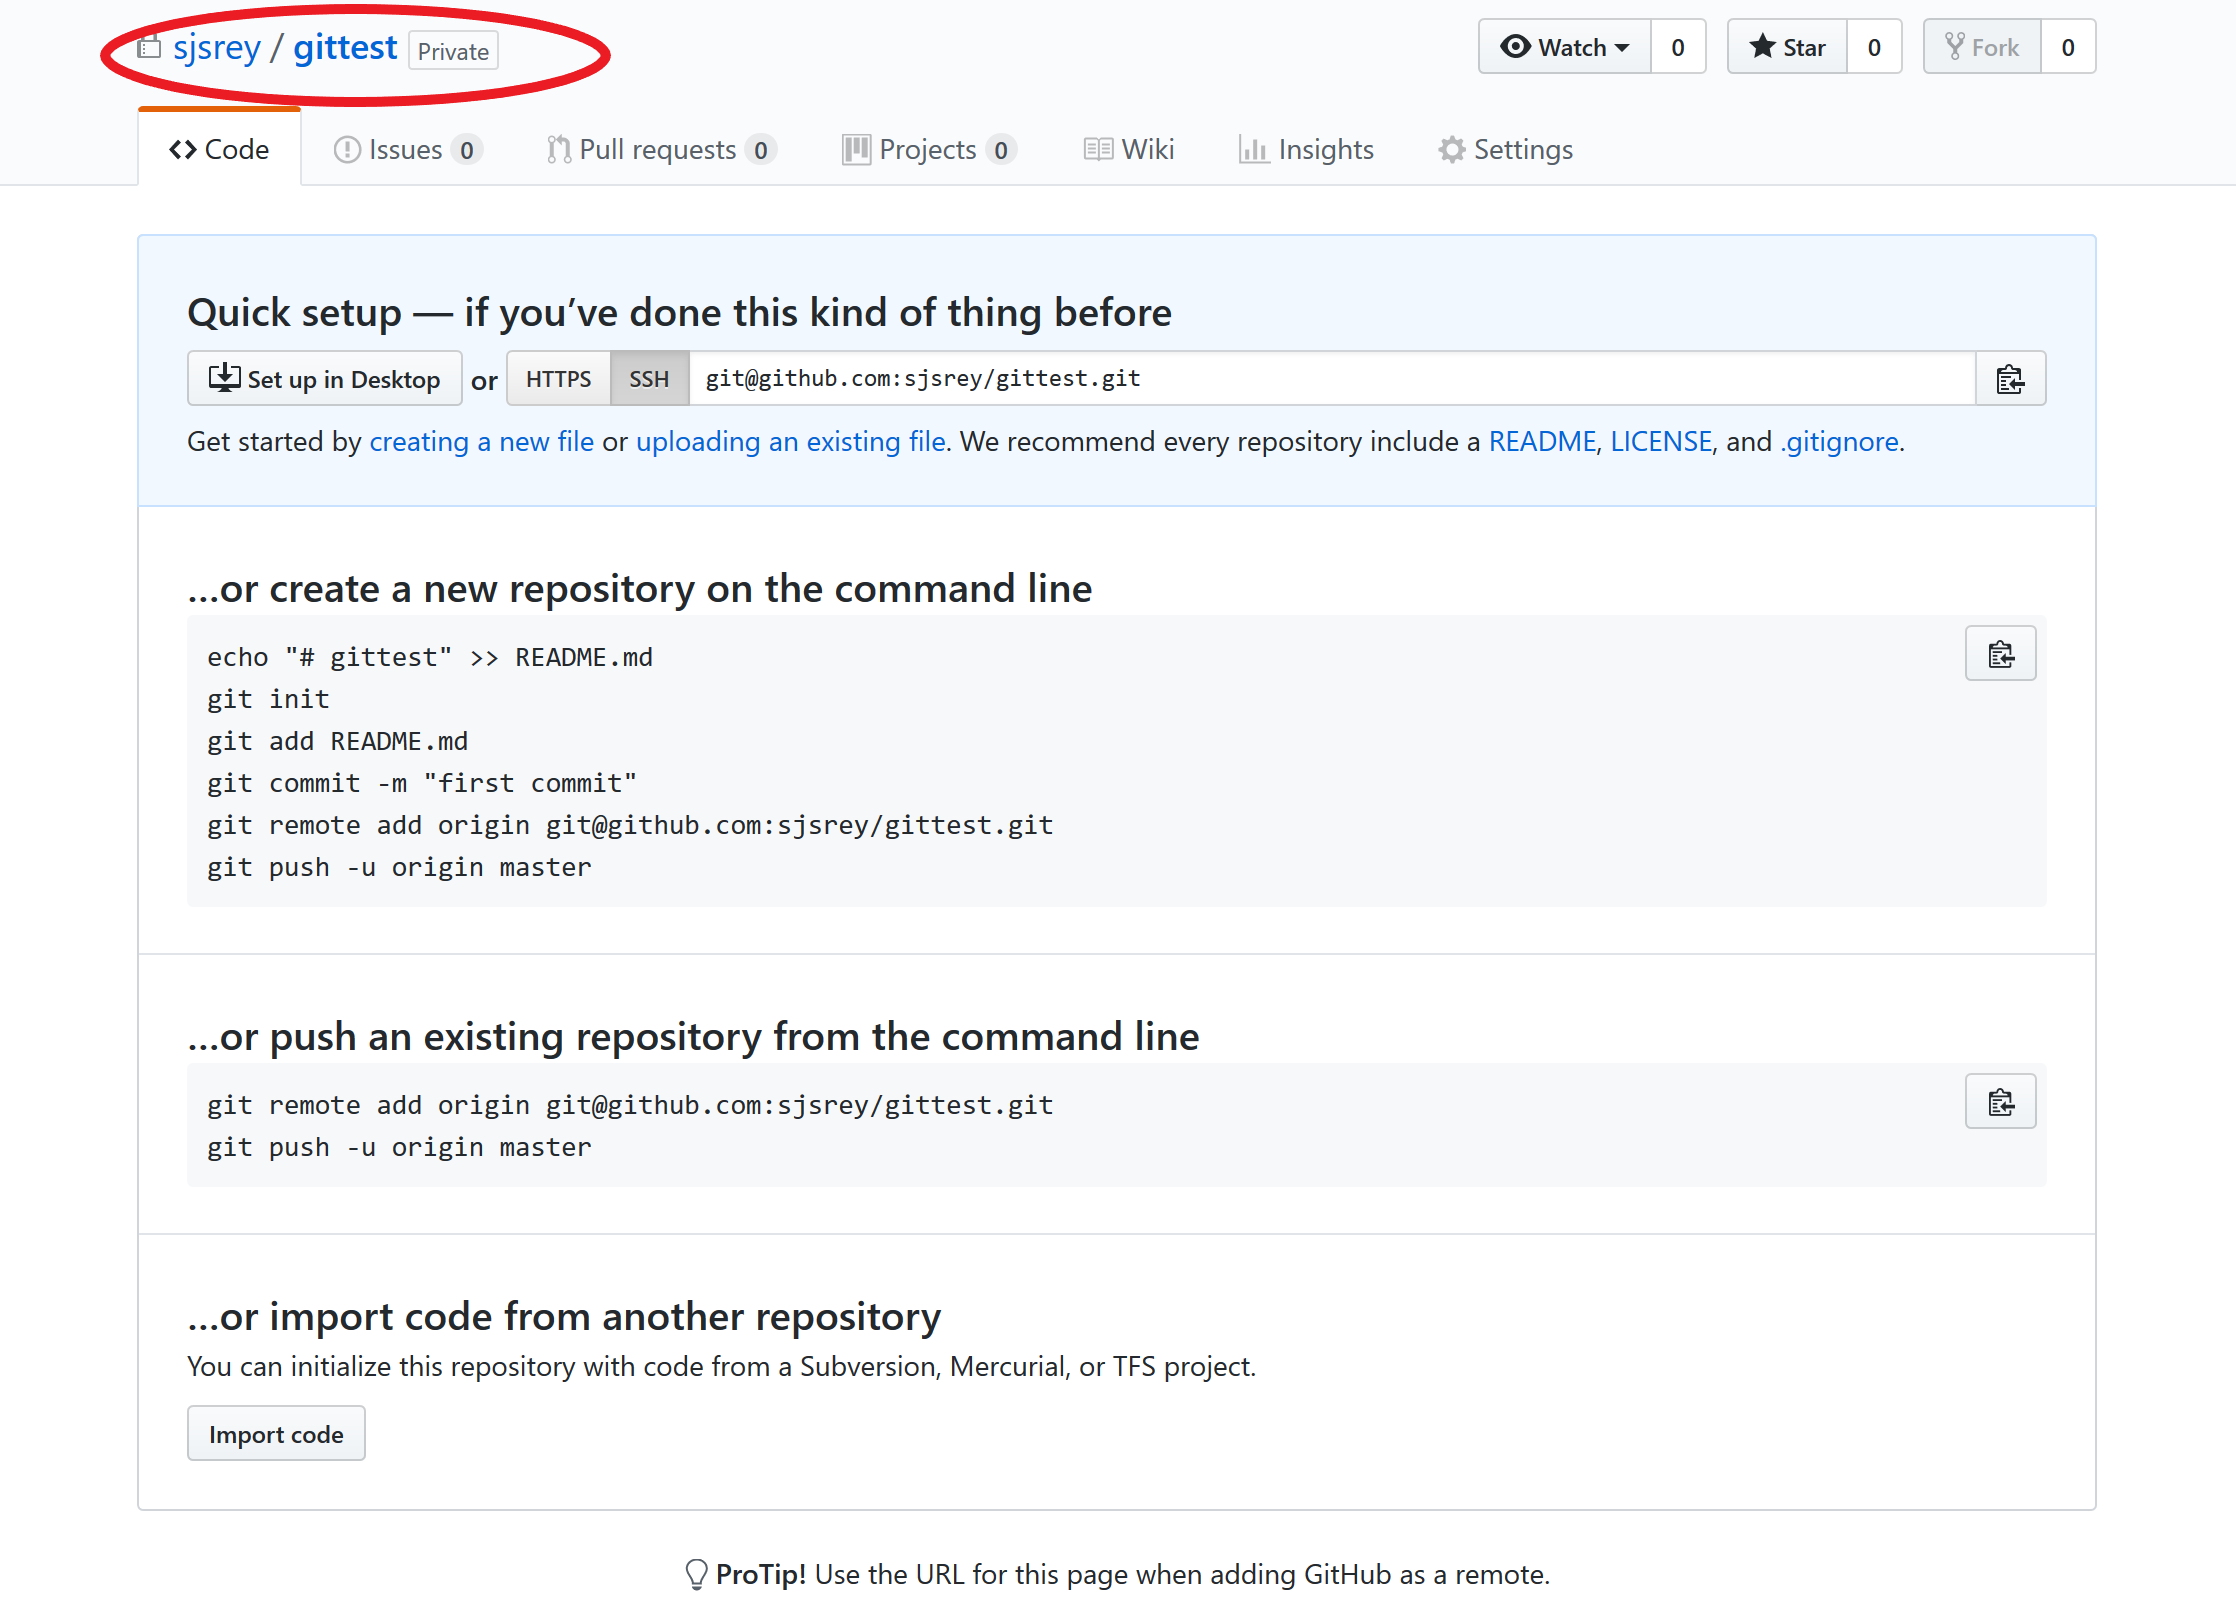 sjsrey / gittest Private
Watch 0 Star 0 Fork 0
Code Issues 0 Pull requests 0 Projects 0 Wiki Insights Settings
Quick setup — if you’ve done this kind of thing before
Set up in Desktop or HTTPS SSH git@github.com:sjsrey/gittest.git
Get started by creating a new file or uploading an existing file. We recommend every repository include a README, LICENSE, and .gitignore.
…or create a new repository on the command line
echo "# gittest" >> README.md
git init
git add README.md
git commit -m "first commit"
git remote add origin git@github.com:sjsrey/gittest.git
git push -u origin master
…or push an existing repository from the command line
git remote add origin git@github.com:sjsrey/gittest.git
git push -u origin master
…or import code from another repository
You can initialize this repository with code from a Subversion, Mercurial, or TFS project.
Import code
ProTip! Use the URL for this page when adding GitHub as a remote.